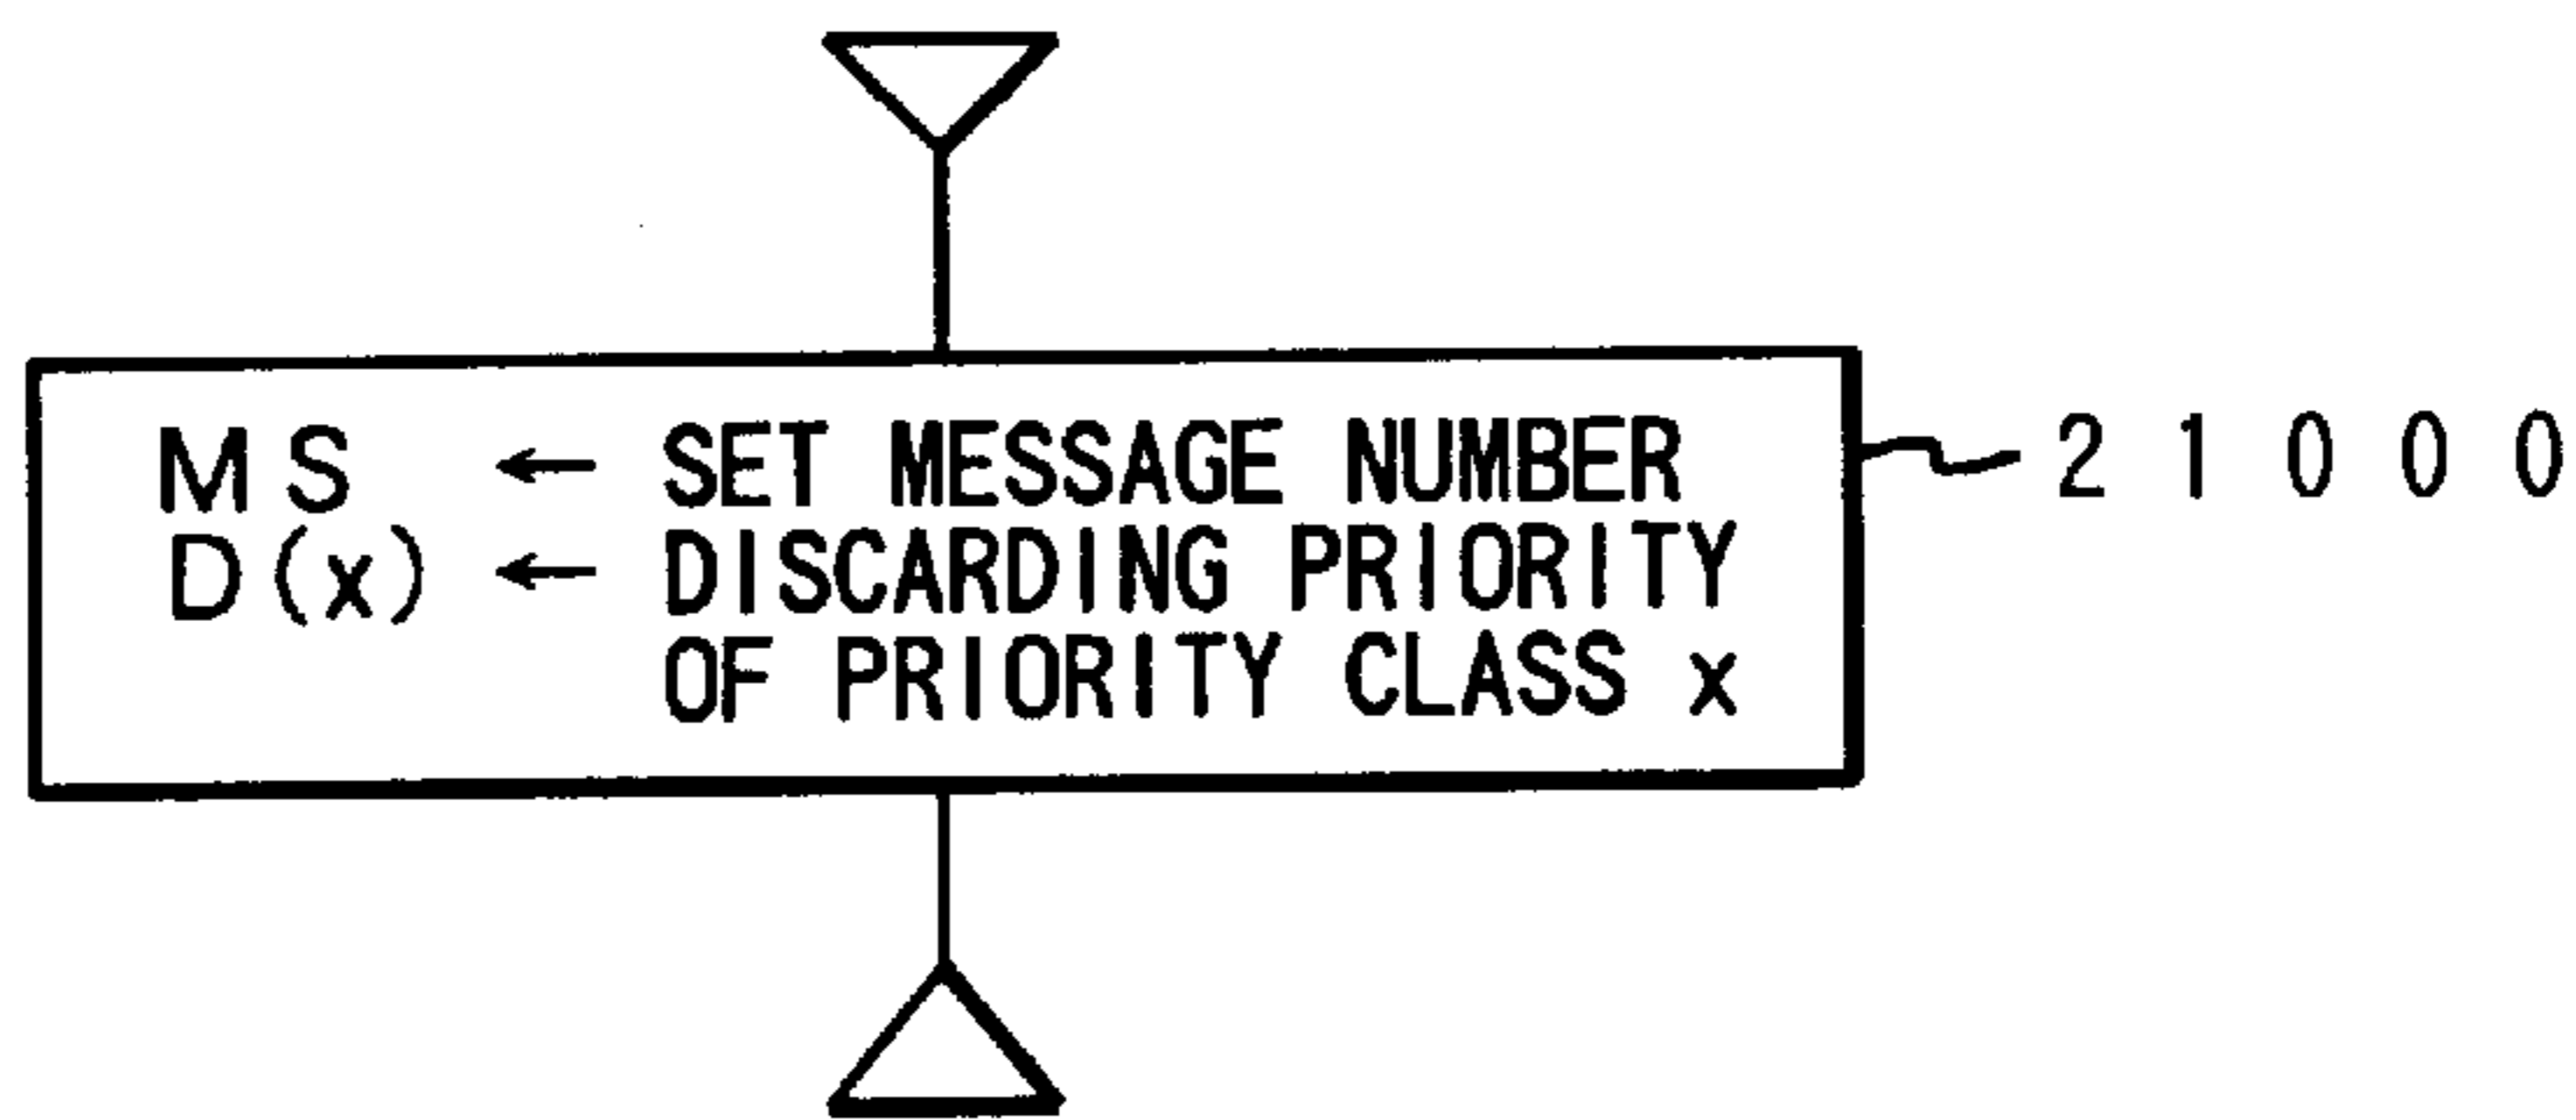 MS ← SET MESSAGE NUMBER 21000
D(x) ← DISCARDING PRIORITY
OF PRIORITY CLASS x